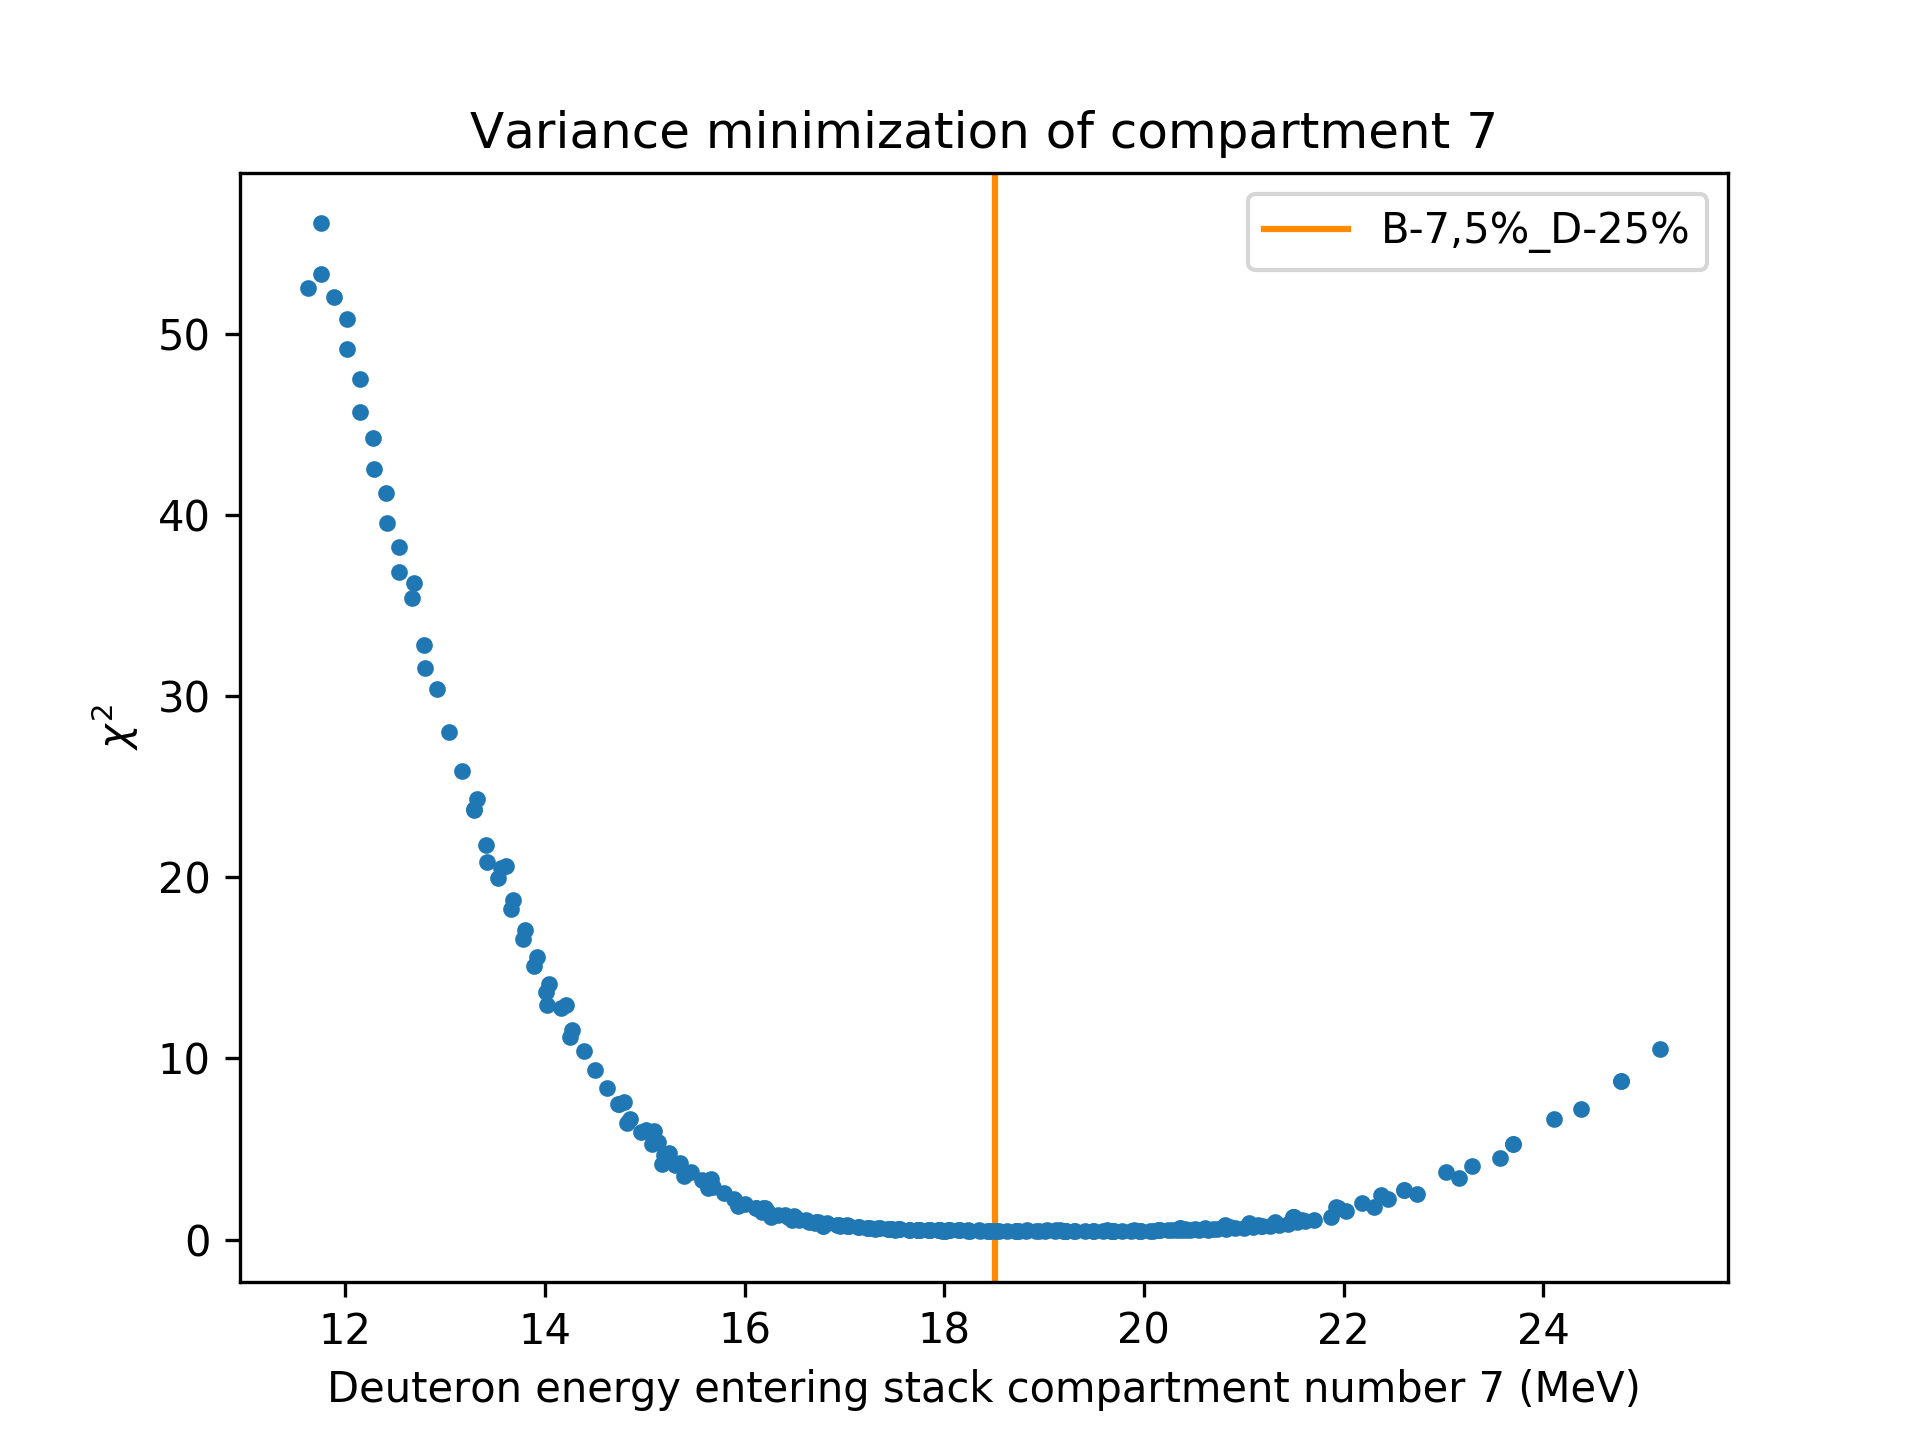 Variance minimization of compartment 7
B-7,5%_D-25%
50
40
30
20
10
0
χ²
12 14 16 18 20 22 24
Deuteron energy entering stack compartment number 7 (MeV)